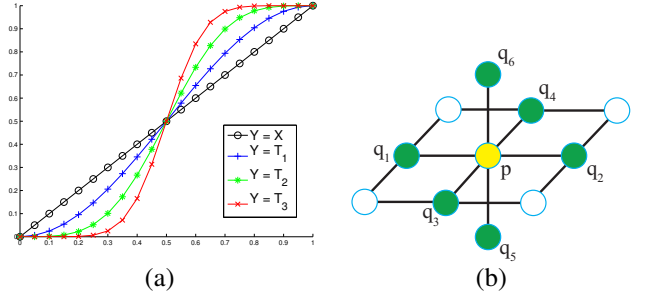 1
0.9
0.8
0.7
0.6
0.5
0.4
0.3
0.2
0.1
0
0 0.1 0.2 0.3 0.4 0.5 0.6 0.7 0.8 0.9 1
Y = X
Y = T₁
Y = T₂
Y = T₃
(a)
q₆
q₄
q₁
p
q₂
q₃
q₅
(b)